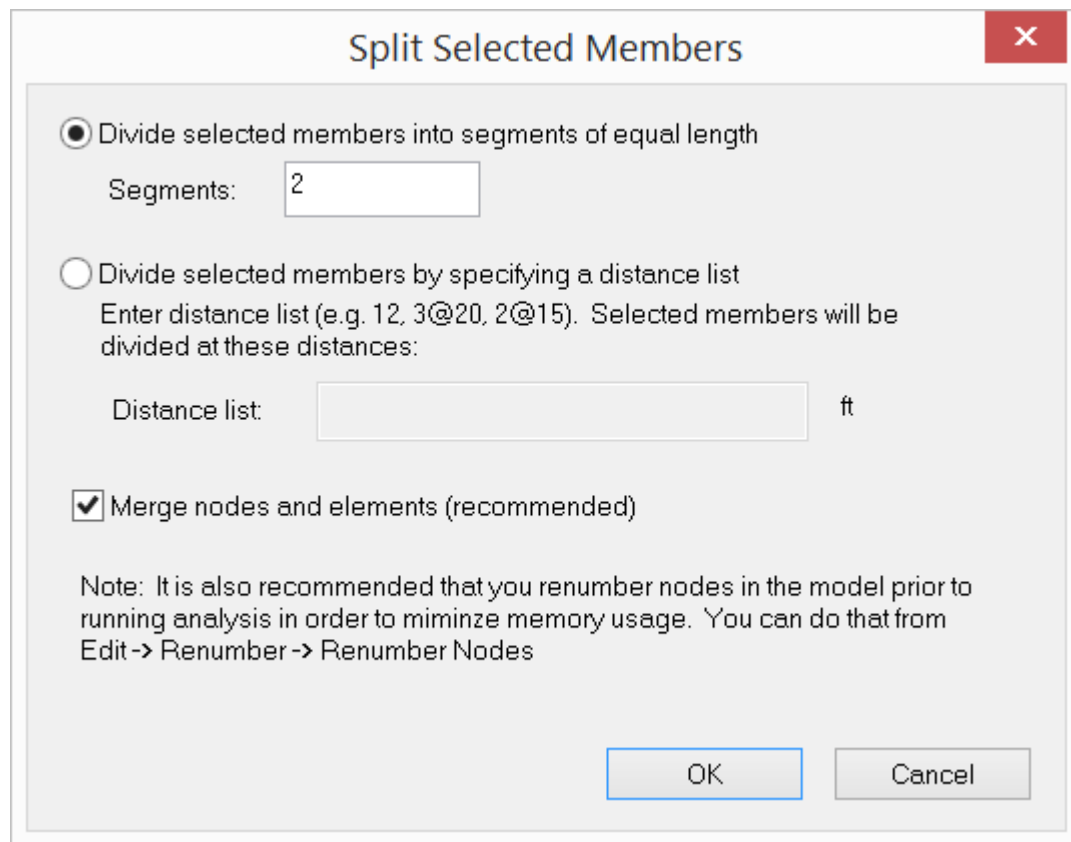 Split Selected Members
Divide selected members into segments of equal length
Segments:
2
Divide selected members by specifying a distance list
Enter distance list (e.g. 12, 3@20, 2@15).  Selected members will be
divided at these distances:
Distance list:
ft
Merge nodes and elements (recommended)
Note:  It is also recommended that you renumber nodes in the model prior to
running analysis in order to miminze memory usage.  You can do that from
Edit -> Renumber -> Renumber Nodes
OK
Cancel